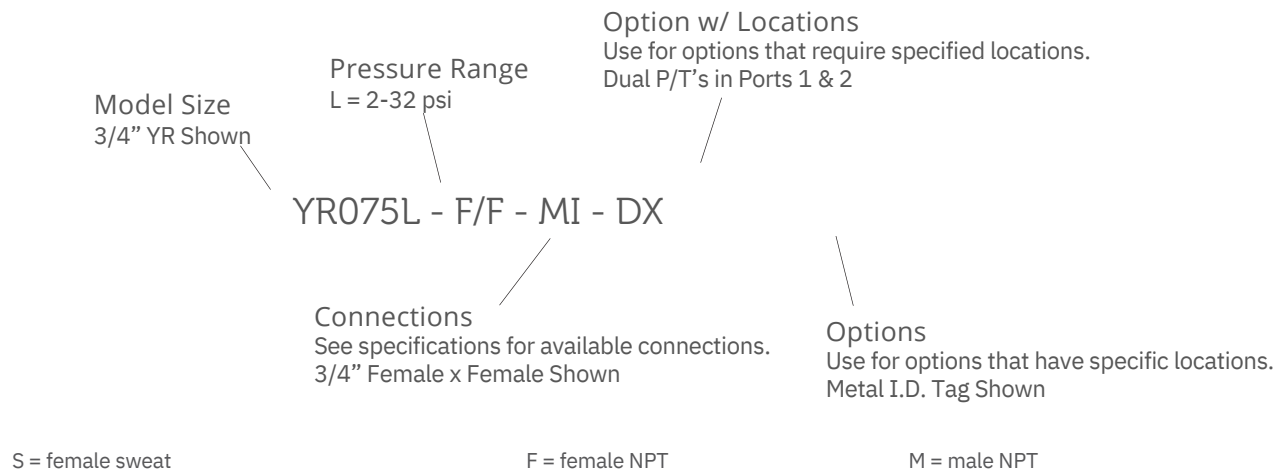 Option w/ Locations
Use for options that require specified locations.
Dual P/T’s in Ports 1 & 2
Pressure Range
L = 2-32 psi
Model Size
3/4” YR Shown
YR075L - F/F - MI - DX
Connections
See specifications for available connections.
3/4” Female x Female Shown
Options
Use for options that have specific locations.
Metal I.D. Tag Shown
S = female sweat
F = female NPT
M = male NPT